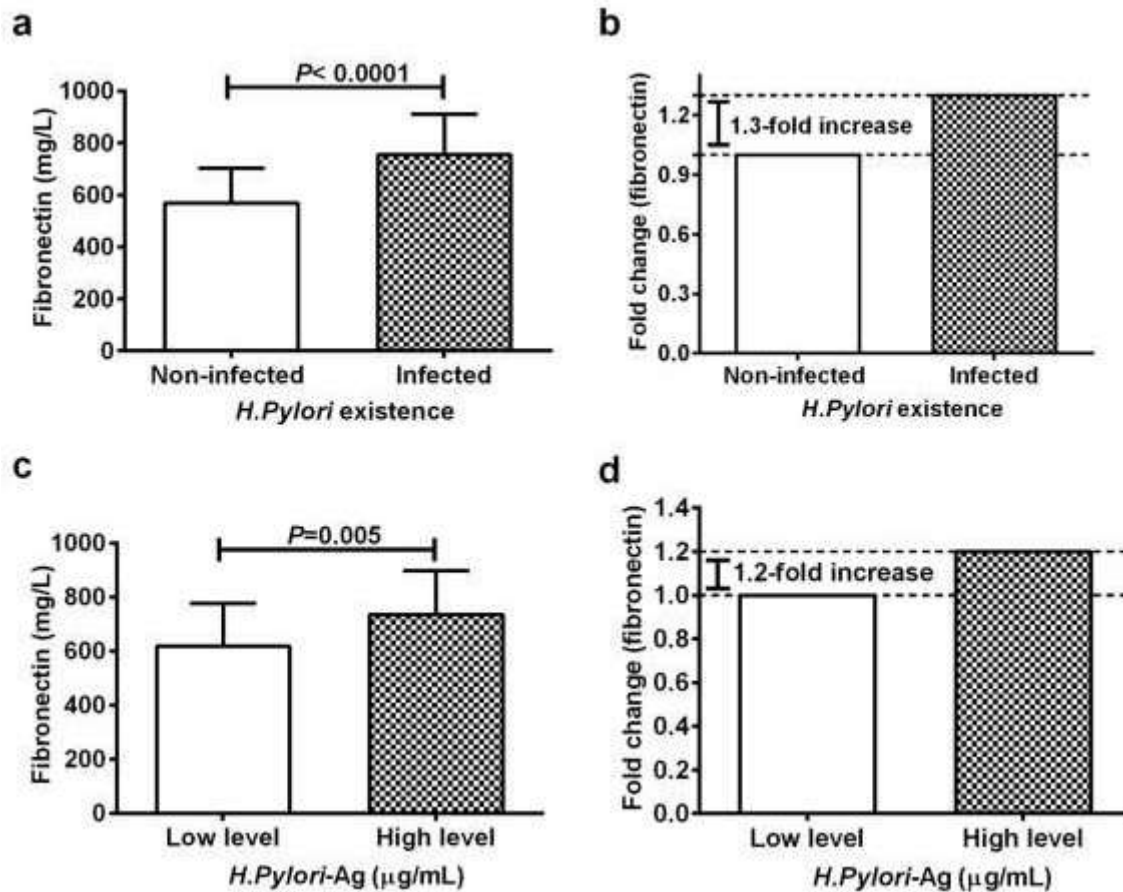 a
P< 0.0001
1000
800
600
400
200
0
Fibronectin (mg/L)
Non-infected Infected
H.Pylori existence
b
1.2
0.9
0.6
0.3
0.0
Fold change (fibronectin)
1.3-fold increase
Non-infected Infected
H.Pylori existence
c
P=0.005
1000
800
600
400
200
0
Fibronectin (mg/L)
Low level High level
H.Pylori-Ag (μg/mL)
d
1.4
1.2
1.0
0.8
0.6
0.4
0.2
0.0
Fold change (fibronectin)
1.2-fold increase
Low level High level
H.Pylori-Ag (μg/mL)